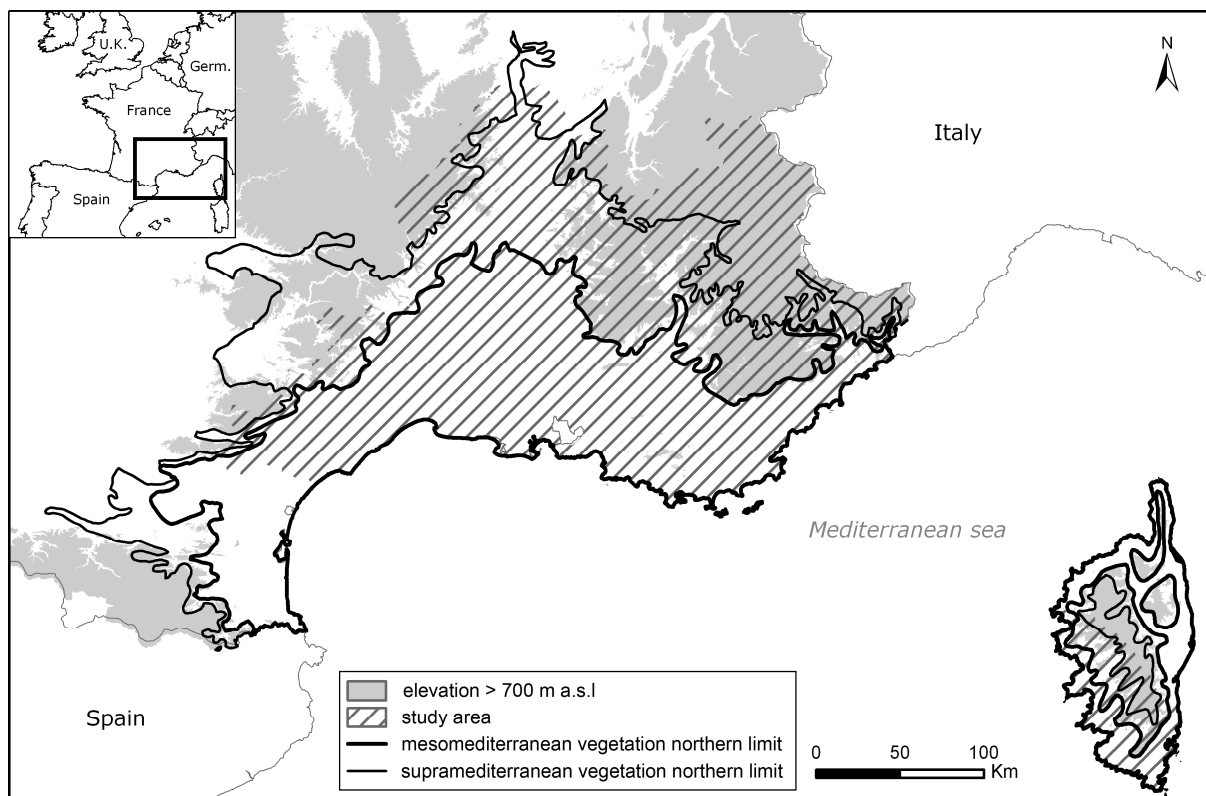 U.K.
Germ.
France
Spain
N
Italy
Mediterranean sea
Spain
elevation > 700 m a.s.l
study area
mesomediterranean vegetation northern limit
supramediterranean vegetation northern limit
0 50 100
Km